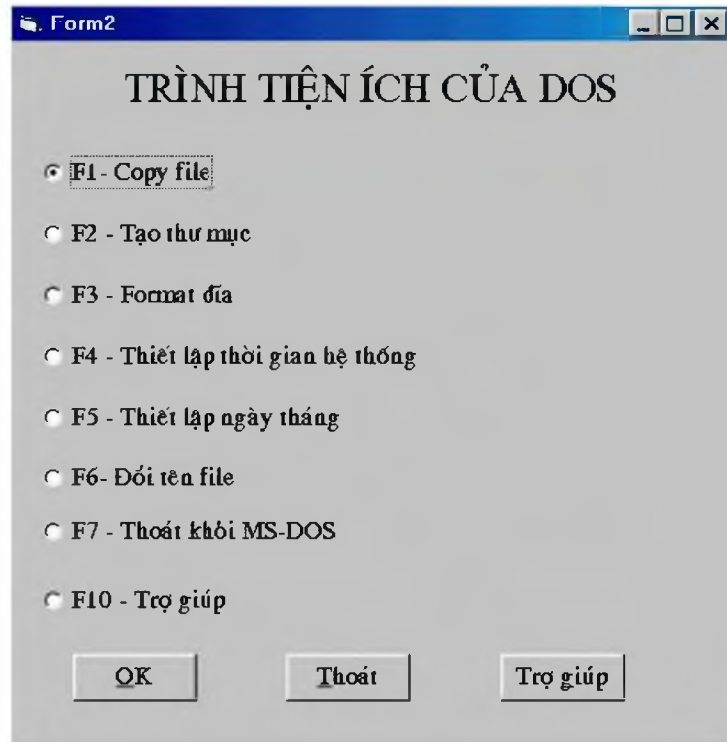 Form2
TRÌNH TIỆN ÍCH CỦA DOS
F1- Copy file
F2 - Tạo thư mục
F3 - Format đĩa
F4 - Thiết lập thời gian hệ thống
F5 - Thiết lập ngày tháng
F6- Đổi tên file
F7 - Thoát khỏi MS-DOS
F10 - Trợ giúp
OK Thoát Trợ giúp